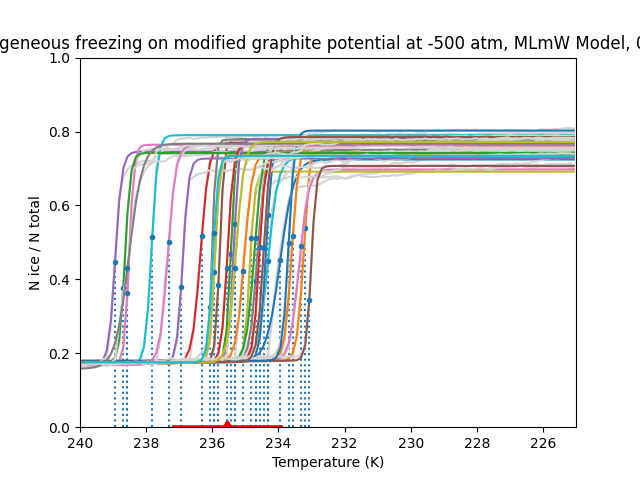 geneous freezing on modified graphite potential at -500 atm, MLmW Model,
1.0
0.8
0.6
0.4
0.2
0.0
N ice / N total
240 238 236 234 232 230 228 226
Temperature (K)